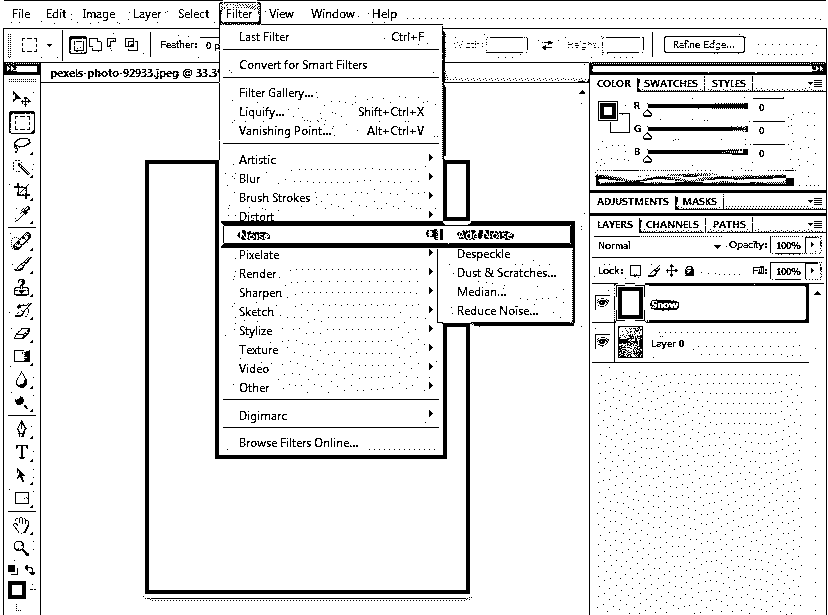 File Edit Image Layer Select Filter View Window Help
Feather: 0 p
Width: Height: Refine Edge...
pexels-photo-92933.jpeg @ 33.3%
Last Filter Ctrl+F
Convert for Smart Filters
Filter Gallery...
Liquify... Shift+Ctrl+X
Vanishing Point... Alt+Ctrl+V
Artistic
Blur
Brush Strokes
Distort
Noise
Pixelate
Render
Sharpen
Sketch
Stylize
Texture
Video
Other
Digimarc
Browse Filters Online...
Add Noise
Despeckle
Dust & Scratches...
Median...
Reduce Noise...
COLOR SWATCHES STYLES
R 0
G 0
B 0
ADJUSTMENTS MASKS
LAYERS CHANNELS PATHS
Normal Opacity: 100%
Lock: Fill: 100%
Snow
Layer 0